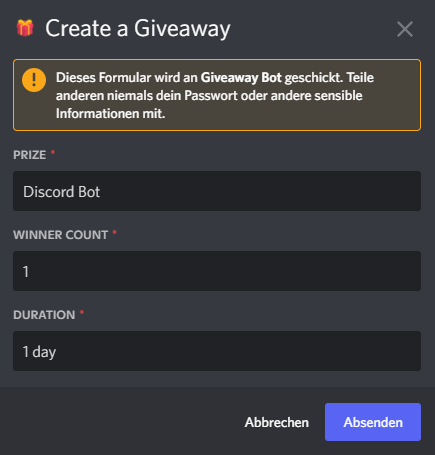 Create a Giveaway
Dieses Formular wird an Giveaway Bot geschickt. Teile
anderen niemals dein Passwort oder andere sensible
Informationen mit.
PRIZE *
Discord Bot
WINNER COUNT *
1
DURATION *
1 day
Abbrechen
Absenden